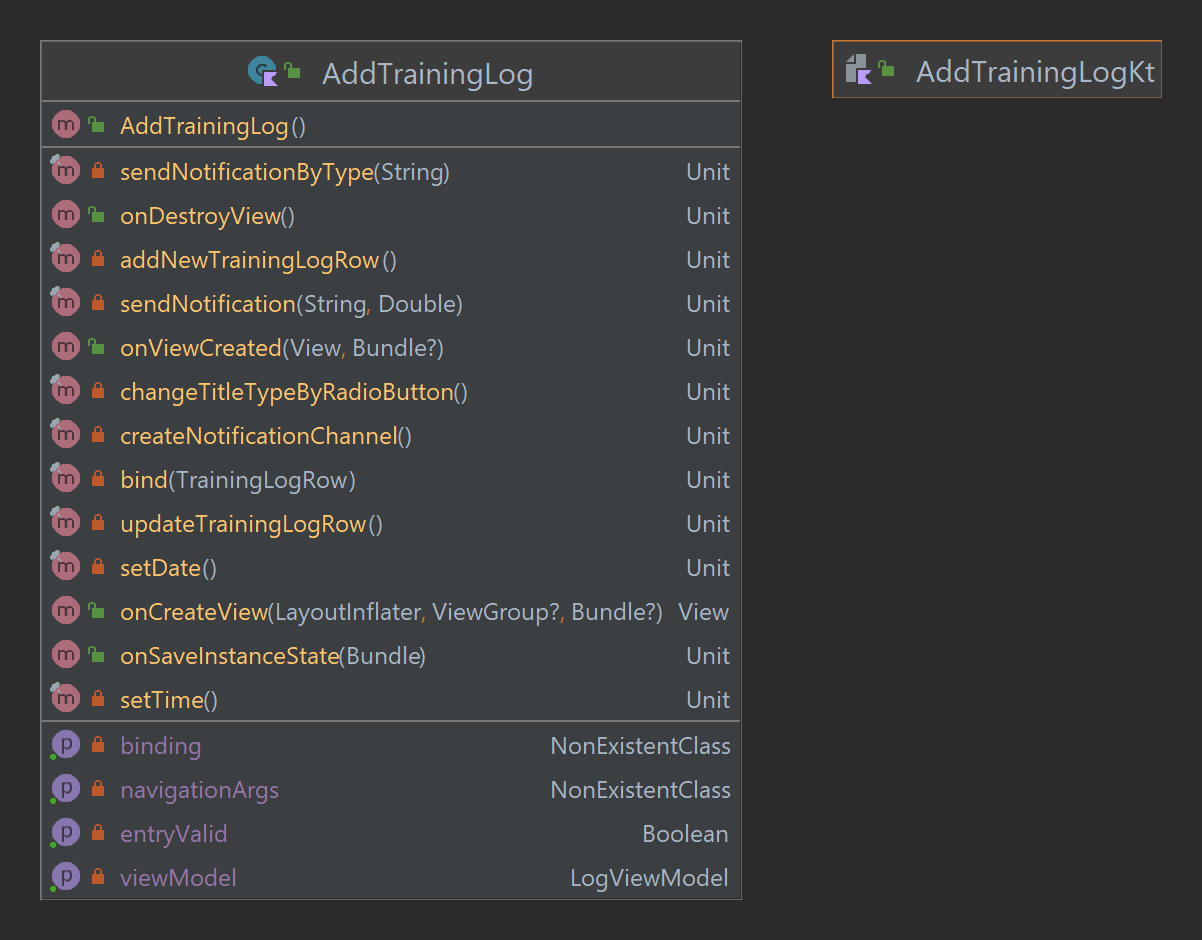 AddTrainingLog
AddTrainingLogKt
AddTrainingLog()
sendNotificationByType(String) Unit
onDestroyView() Unit
addNewTrainingLogRow() Unit
sendNotification(String, Double) Unit
onViewCreated(View, Bundle?) Unit
changeTitleTypeByRadioButton() Unit
createNotificationChannel() Unit
bind(TrainingLogRow) Unit
updateTrainingLogRow() Unit
setDate() Unit
onCreateView(LayoutInflater, ViewGroup?, Bundle?) View
onSaveInstanceState(Bundle) Unit
setTime() Unit
binding NonExistentClass
navigationArgs NonExistentClass
entryValid Boolean
viewModel LogViewModel